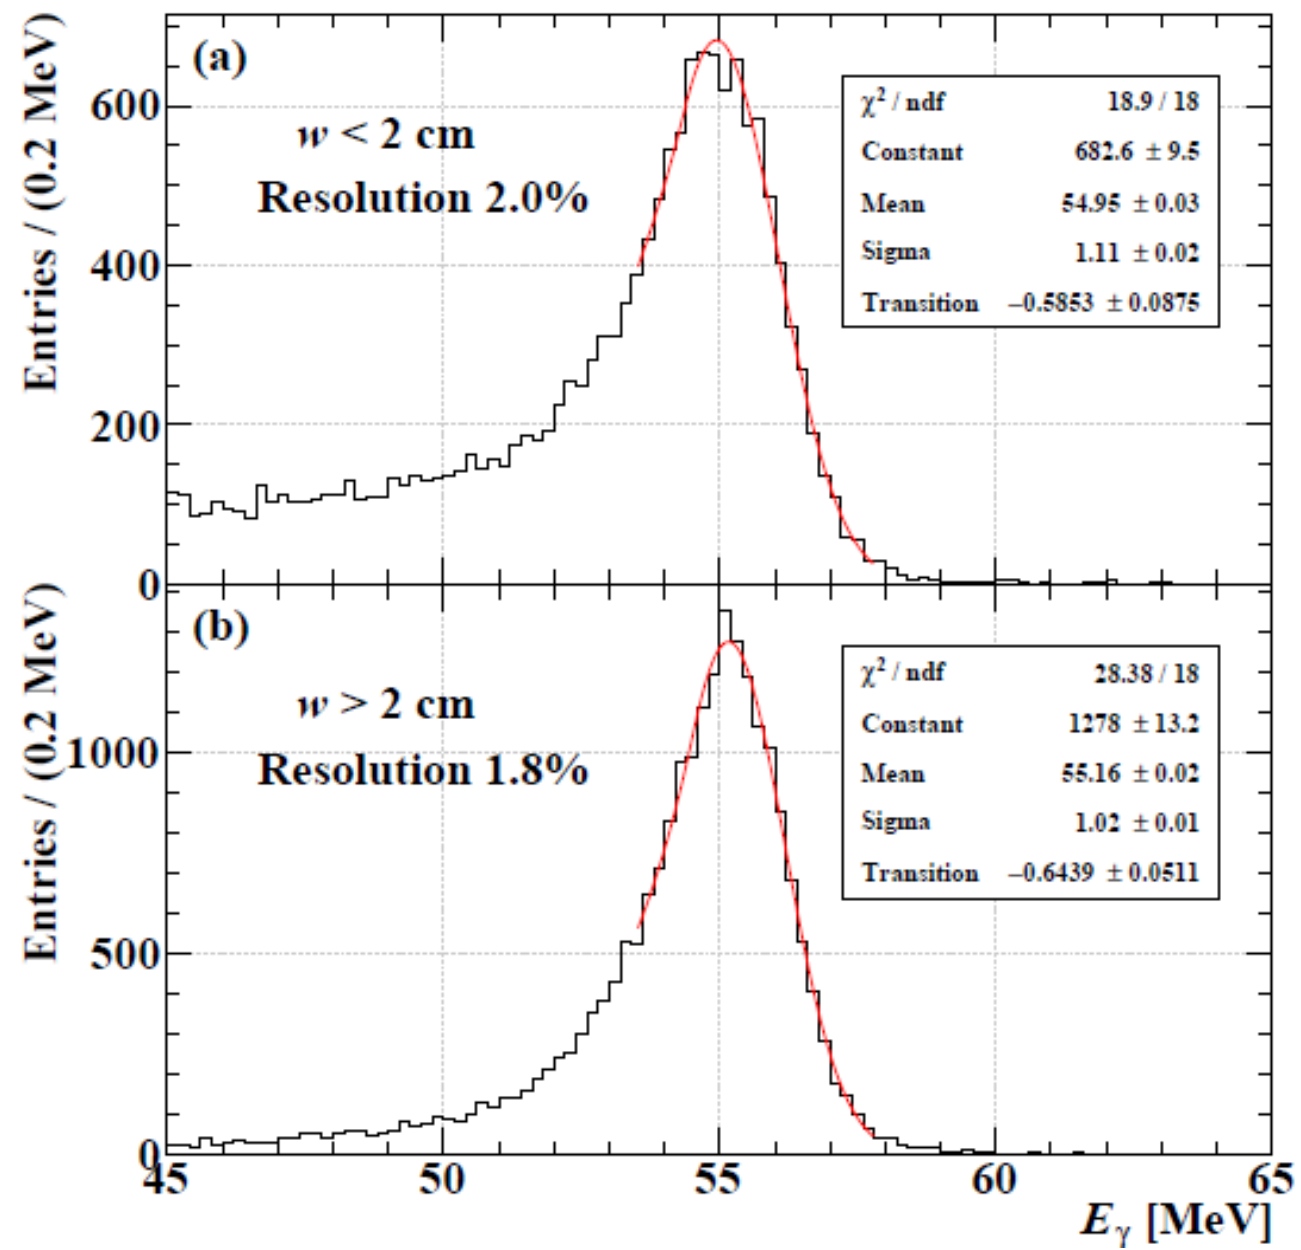 Entries / (0.2 MeV)
(a)
w < 2 cm
Resolution 2.0%
χ² / ndf 18.9 / 18
Constant 682.6 ± 9.5
Mean 54.95 ± 0.03
Sigma 1.11 ± 0.02
Transition −0.5853 ± 0.0875
600
400
200
0
Entries / (0.2 MeV)
(b)
w > 2 cm
Resolution 1.8%
χ² / ndf 28.38 / 18
Constant 1278 ± 13.2
Mean 55.16 ± 0.02
Sigma 1.02 ± 0.01
Transition −0.6439 ± 0.0511
1000
500
0
45 50 55 60 65
Eγ [MeV]